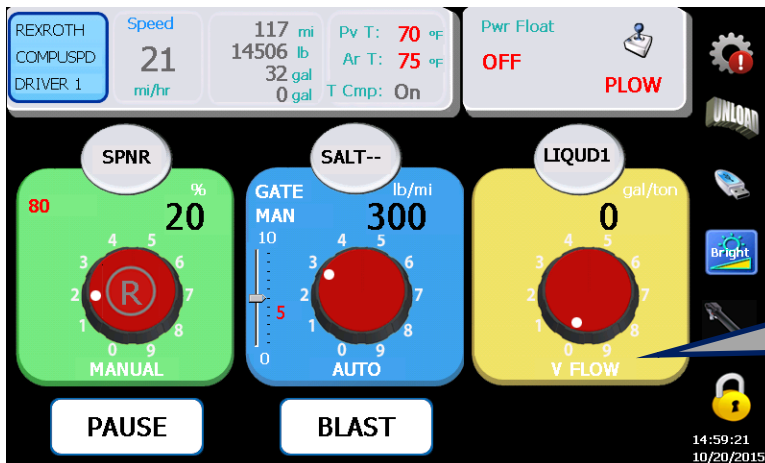 REXROTH
COMPUSPD
DRIVER 1
Speed
21
mi/hr
117 mi
14506 lb
32 gal
0 gal
Pv T: 70 ºF
Ar T: 75 ºF
T Cmp: On
Pwr Float
OFF
PLOW
UNLOAD
SPNR
80
%
20
0 1 2 3 4 5 6 7 8 9
R
MANUAL
SALT--
GATE
MAN
lb/mi
300
10
5
0
0 1 2 3 4 5 6 7 8 9
AUTO
LIQUD1
gal/ton
0
0 1 2 3 4 5 6 7 8 9
V FLOW
Bright
PAUSE
BLAST
14:59:21
10/20/2015